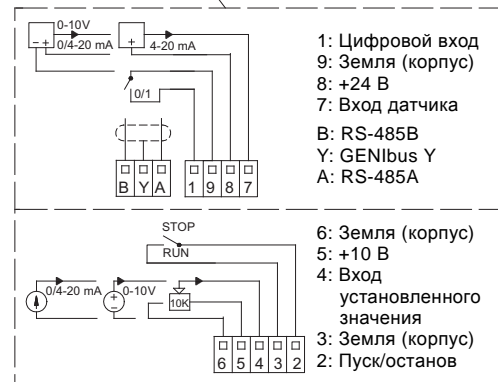 0-10V
- +
0/4-20 mA
+
4-20 mA
0/1
B Y A
1 9 8 7
1: Цифровой вход
9: Земля (корпус)
8: +24 В
7: Вход датчика
B: RS-485B
Y: GENIbus Y
A: RS-485A
STOP
RUN
0/4-20 mA
+
-
0-10V
10K
6 5 4 3 2
6: Земля (корпус)
5: +10 В
4: Вход
установленного
значения
3: Земля (корпус)
2: Пуск/останов